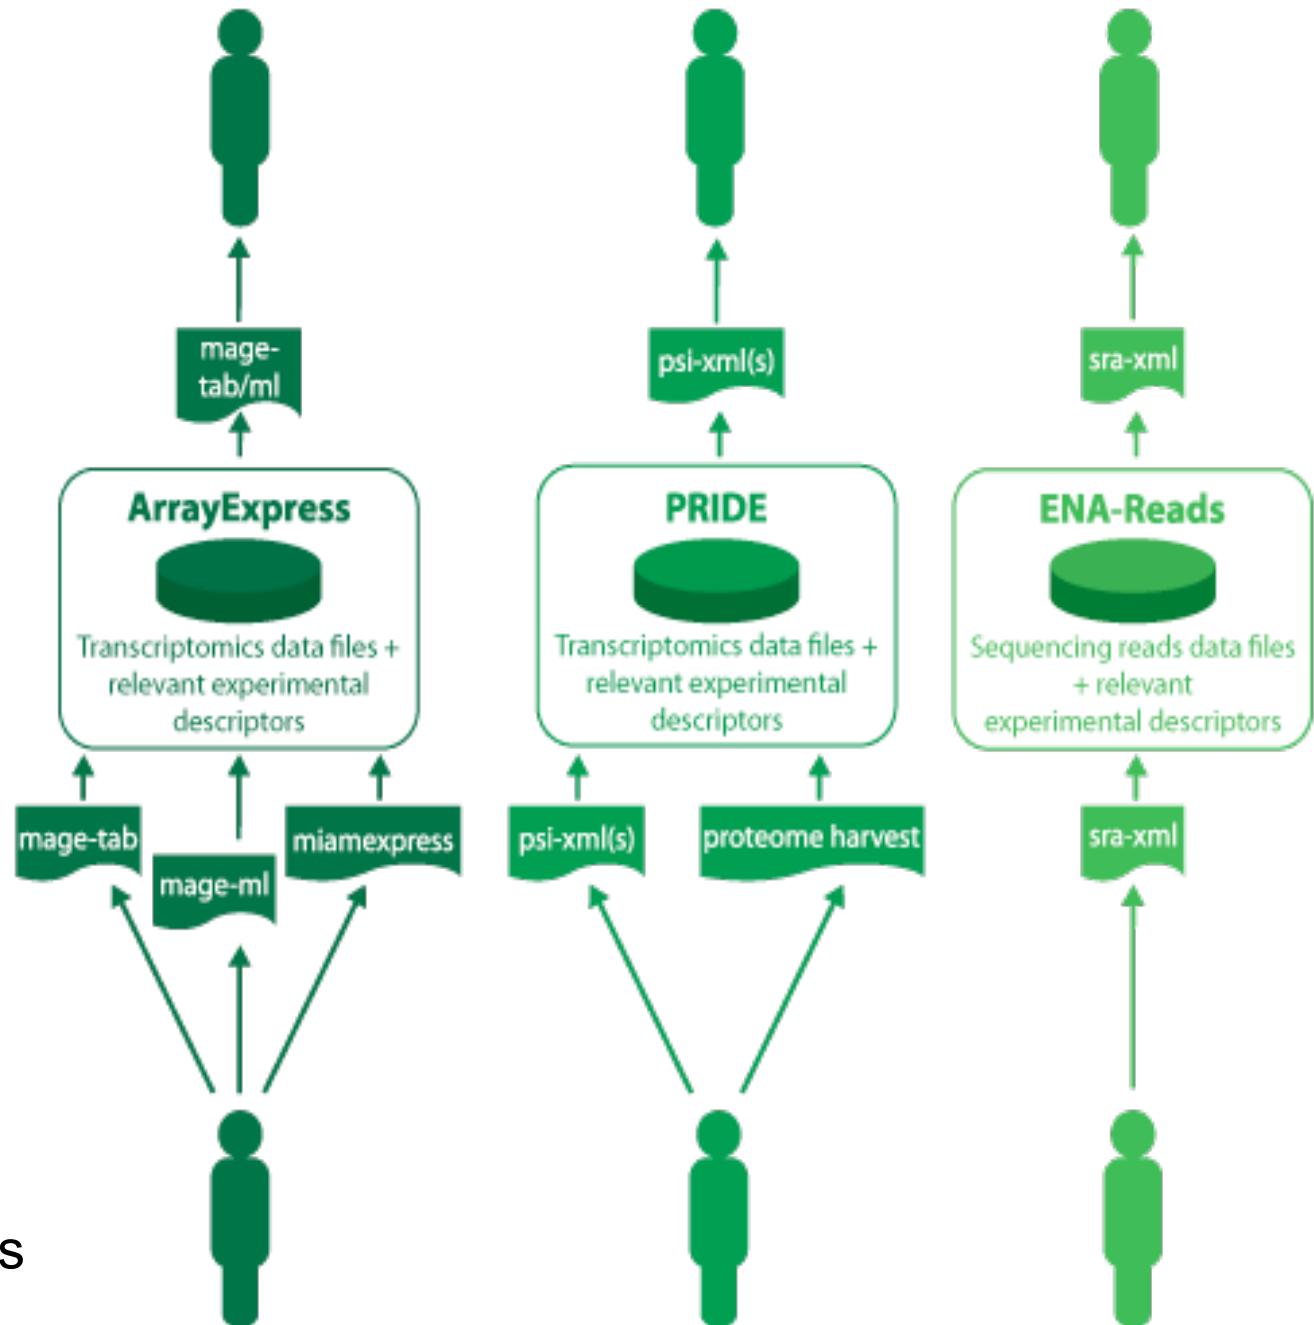 mage-
tab/ml
psi-xml(s)
sra-xml
ArrayExpress
Transcriptomics data files +
relevant experimental
descriptors
PRIDE
Transcriptomics data files +
relevant experimental
descriptors
ENA-Reads
Sequencing reads data files
+ relevant
experimental descriptors
mage-tab
mage-ml
miamexpress
psi-xml(s)
proteome harvest
sra-xml
s